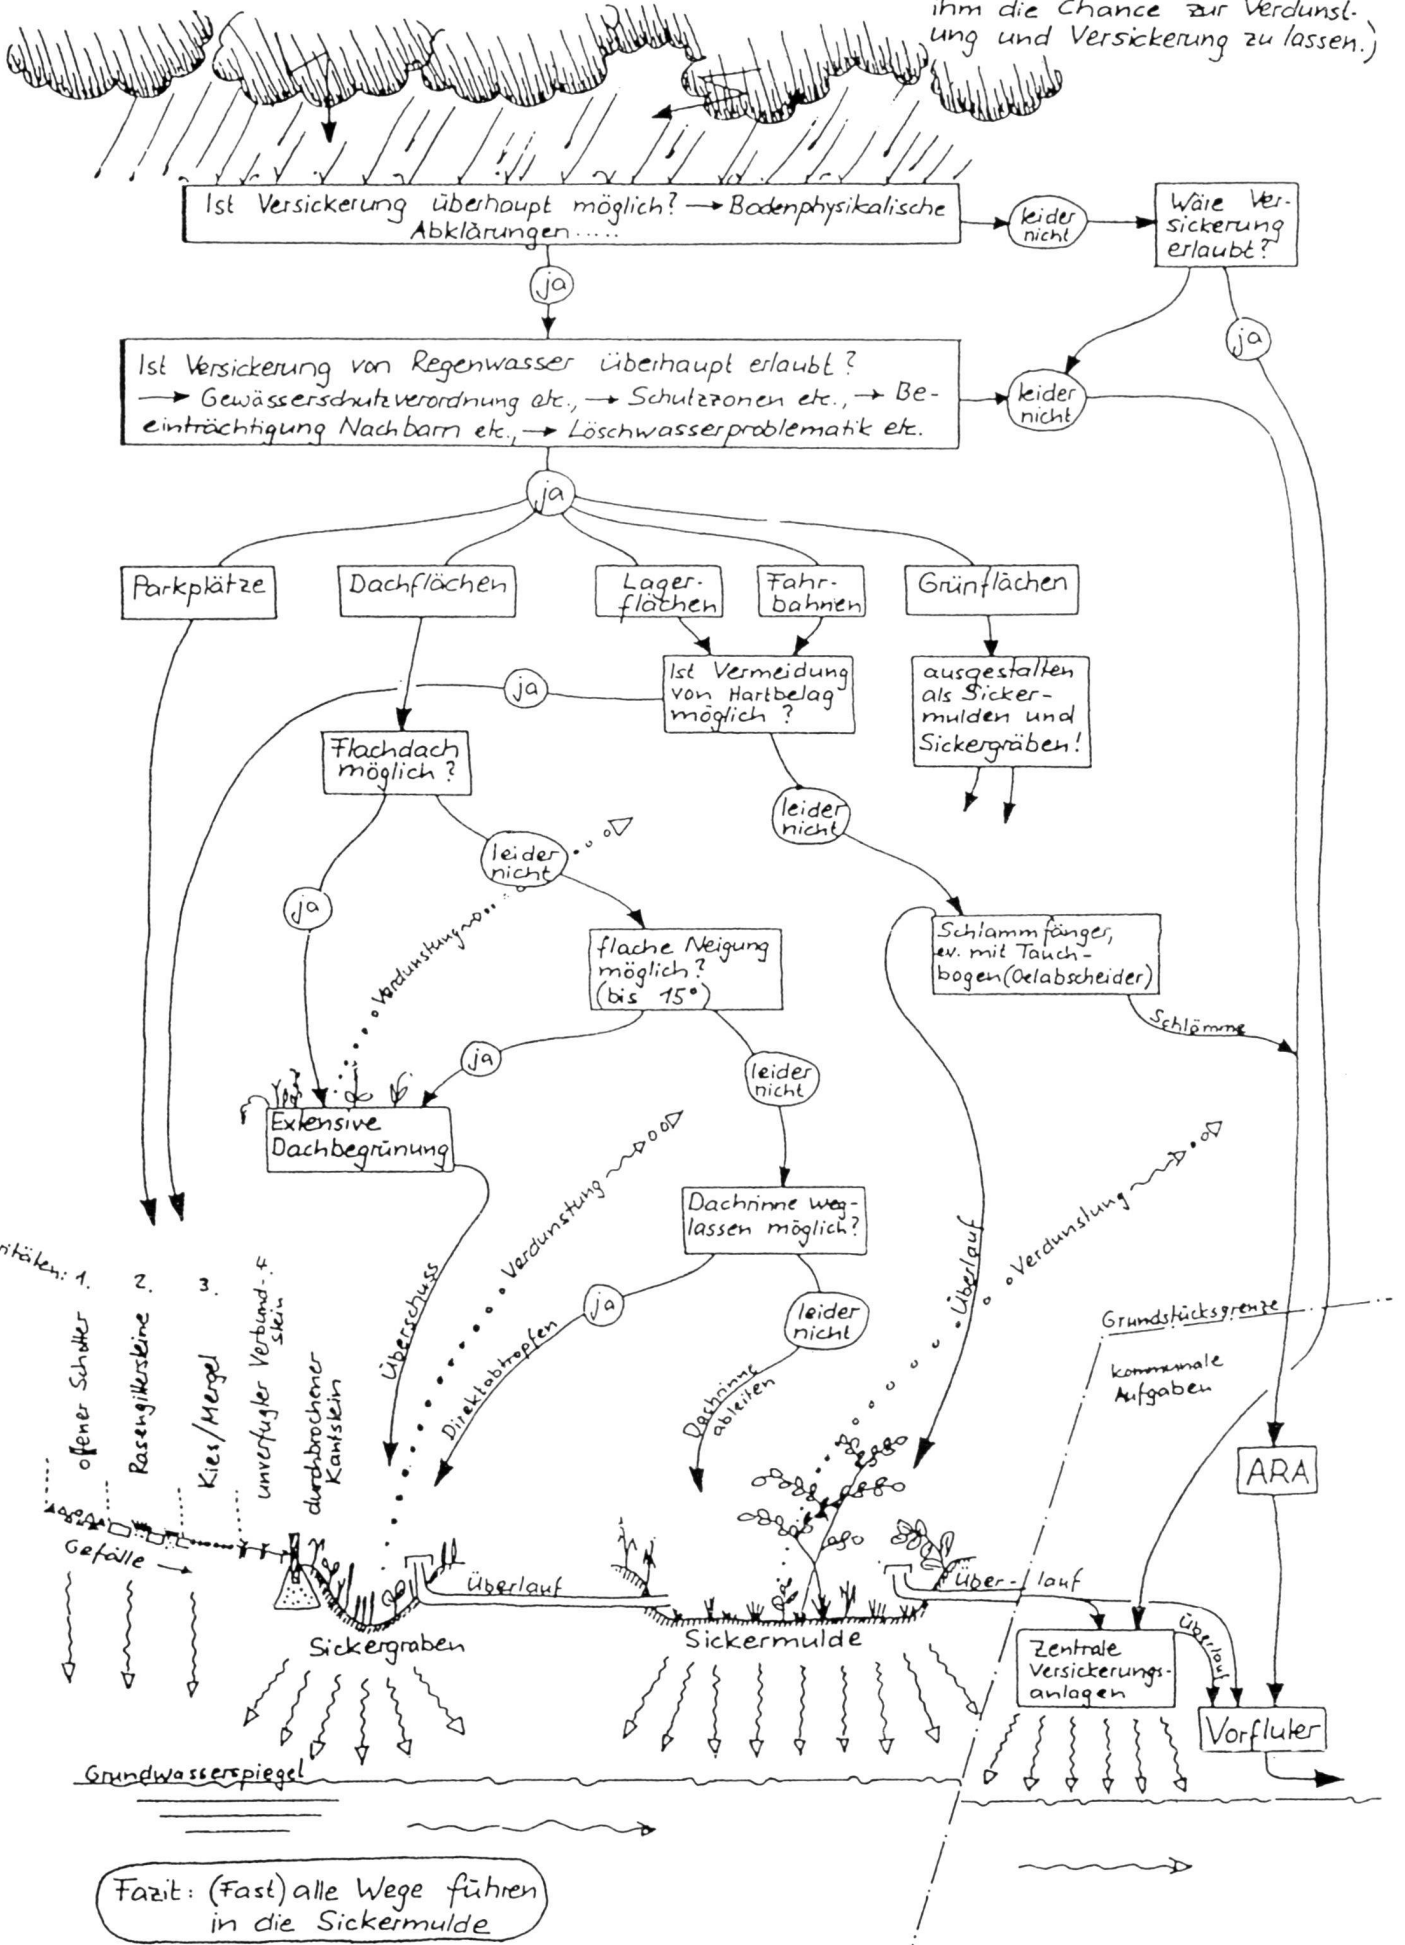 ihm die Chance zur Verdunst-
ung und Versickerung zu lassen.)
Ist Versickerung überhaupt möglich? → Bodenphysikalische
Abklärungen.....
leider
nicht
Wäre Ver-
sickerung
erlaubt?
ja
ja
Ist Versickerung von Regenwasser überhaupt erlaubt?
→ Gewässerschutzverordnung etc., → Schutzzonen etc., → Be-
einträchtigung Nachbarn etc., → Löschwasserproblematik etc.
leider
nicht
ja
Parkplätze
Dachflächen
Lager-
flächen
Fahr-
bahnen
Grünflächen
Ist Vermeidung
von Hartbelag
möglich?
ja
ausgestalten
als Sicker-
mulden und
Sickergräben!
Flachdach
möglich?
leider
nicht
leider
nicht
ja
Verdunstung
flache Neigung
möglich?
(bis 15°)
Schlammfänger,
ev. mit Tauch-
bogen (Oelabscheider)
Schlämme
ja
leider
nicht
Extensive
Dachbegrünung
Verdunstung
Dachrinne weg-
lassen möglich?
Überlauf
Verdunstung
Überschuss
ja
leider
nicht
Direktabtropfen
Dachrinne
ableiten
Grundstücksgrenze
kommunale
Aufgaben
ritäten: 1.
2.
3.
4.
offener Schotter
Rasengittersteine
Kies/Mergel
unverfugter Verbund-
stein
durchbrochener
Kantstein
ARA
Gefälle →
Überlauf
Über-lauf
Sickergraben
Sickermulde
Zentrale
Versickerungs-
anlagen
Überlauf
Vorfluter
Grundwasserspiegel
Fazit: (Fast) alle Wege führen
in die Sickermulde